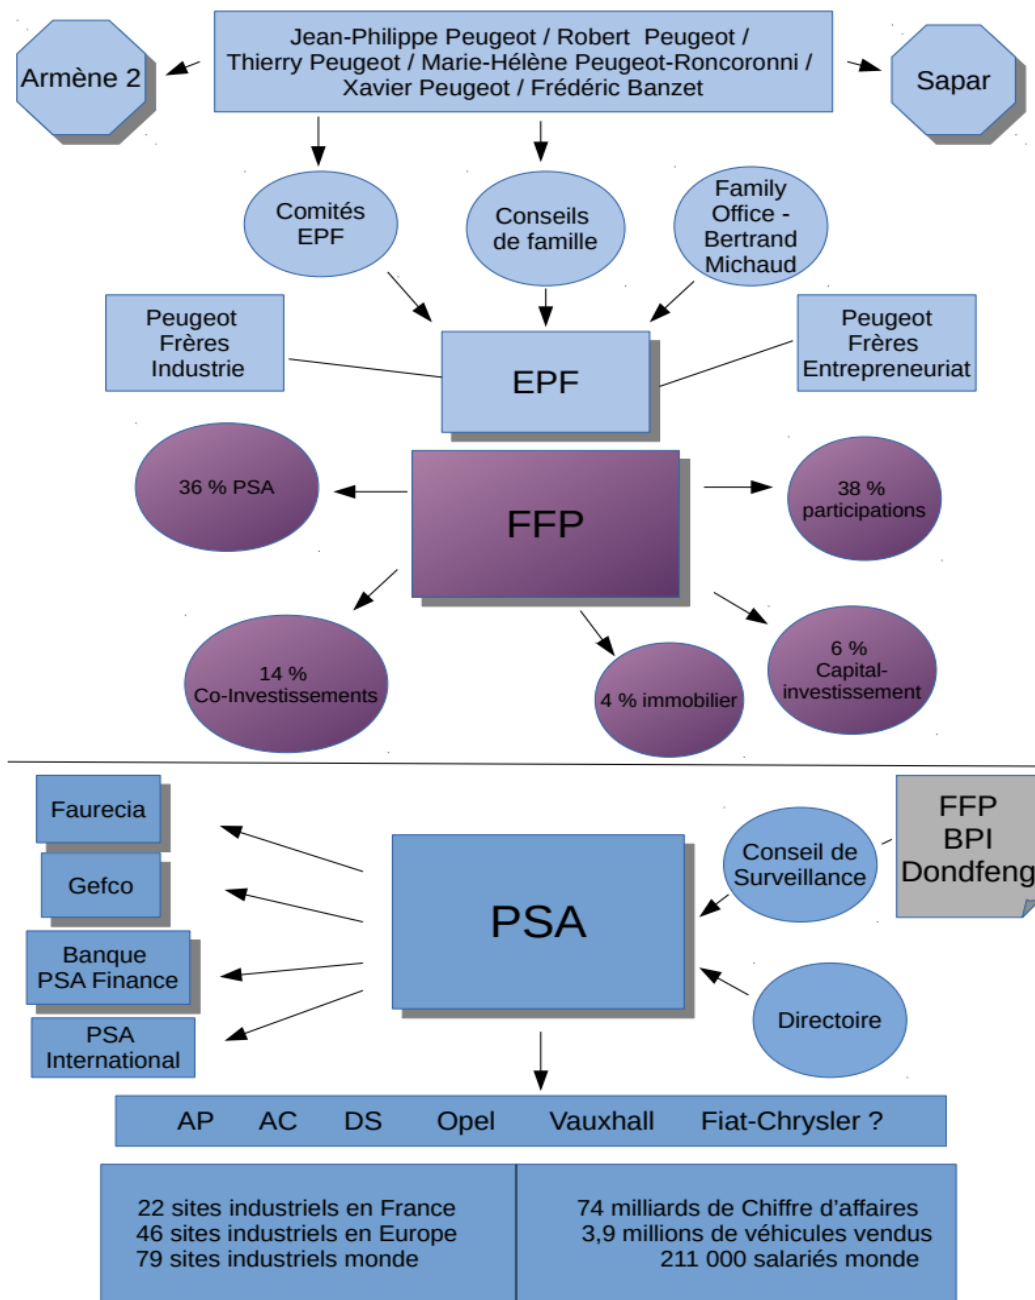 Jean-Philippe Peugeot / Robert Peugeot /
Thierry Peugeot / Marie-Hélène Peugeot-Roncoronni /
Xavier Peugeot / Frédéric Banzet
Armène 2
Sapar
Comités
EPF
Conseils
de famille
Family
Office -
Bertrand
Michaud
Peugeot
Frères
Industrie
EPF
Peugeot
Frères
Entrepreneuriat
36 % PSA
FFP
38 %
participations
14 %
Co-Investissements
4 % immobilier
6 %
Capital-
investissement
Faurecia
Gefco
Banque
PSA Finance
PSA
International
PSA
Conseil de
Surveillance
FFP
BPI
Dondfeng
Directoire
AP AC DS Opel Vauxhall Fiat-Chrysler ?
22 sites industriels en France
46 sites industriels en Europe
79 sites industriels monde
74 milliards de Chiffre d'affaires
3,9 millions de véhicules vendus
211 000 salariés monde